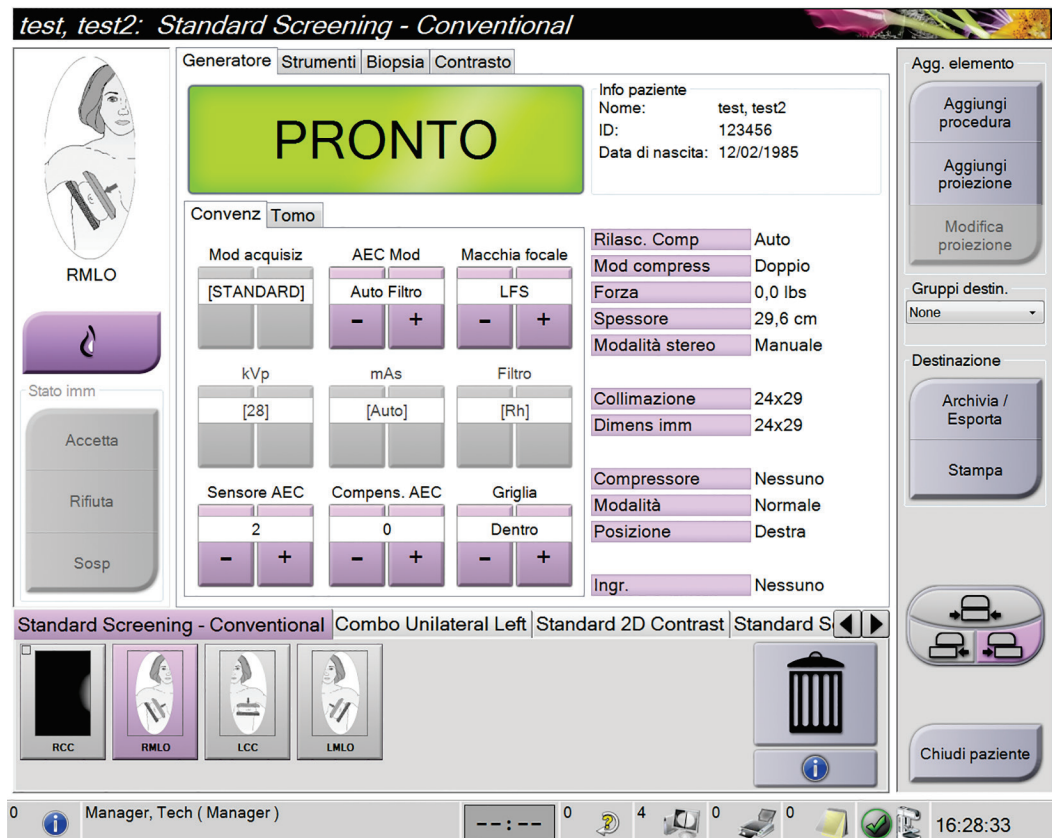 test, test2: Standard Screening - Conventional
RMLO
Stato imm
Accetta
Rifiuta
Sosp
Generatore Strumenti Biopsia Contrasto
PRONTO
Info paziente
Nome: test, test2
ID: 123456
Data di nascita: 12/02/1985
Convenz Tomo
Mod acquisiz AEC Mod Macchia focale
[STANDARD] Auto Filtro LFS
- + - +
kVp mAs Filtro
[28] [Auto] [Rh]
Sensore AEC Compens. AEC Griglia
2 0 Dentro
- + - + - +
Rilasc. Comp Auto
Mod compress Doppio
Forza 0,0 lbs
Spessore 29,6 cm
Modalità stereo Manuale
Collimazione 24x29
Dimens imm 24x29
Compressore Nessuno
Modalità Normale
Posizione Destra
Ingr. Nessuno
Agg. elemento
Aggiungi
procedura
Aggiungi
proiezione
Modifica
proiezione
Gruppi destin.
None
Destinazione
Archivia /
Esporta
Stampa
Chiudi paziente
Standard Screening - Conventional Combo Unilateral Left Standard 2D Contrast Standard S
RCC RMLO LCC LMLO
0 Manager, Tech ( Manager ) --:-- 0 4 0 0 16:28:33